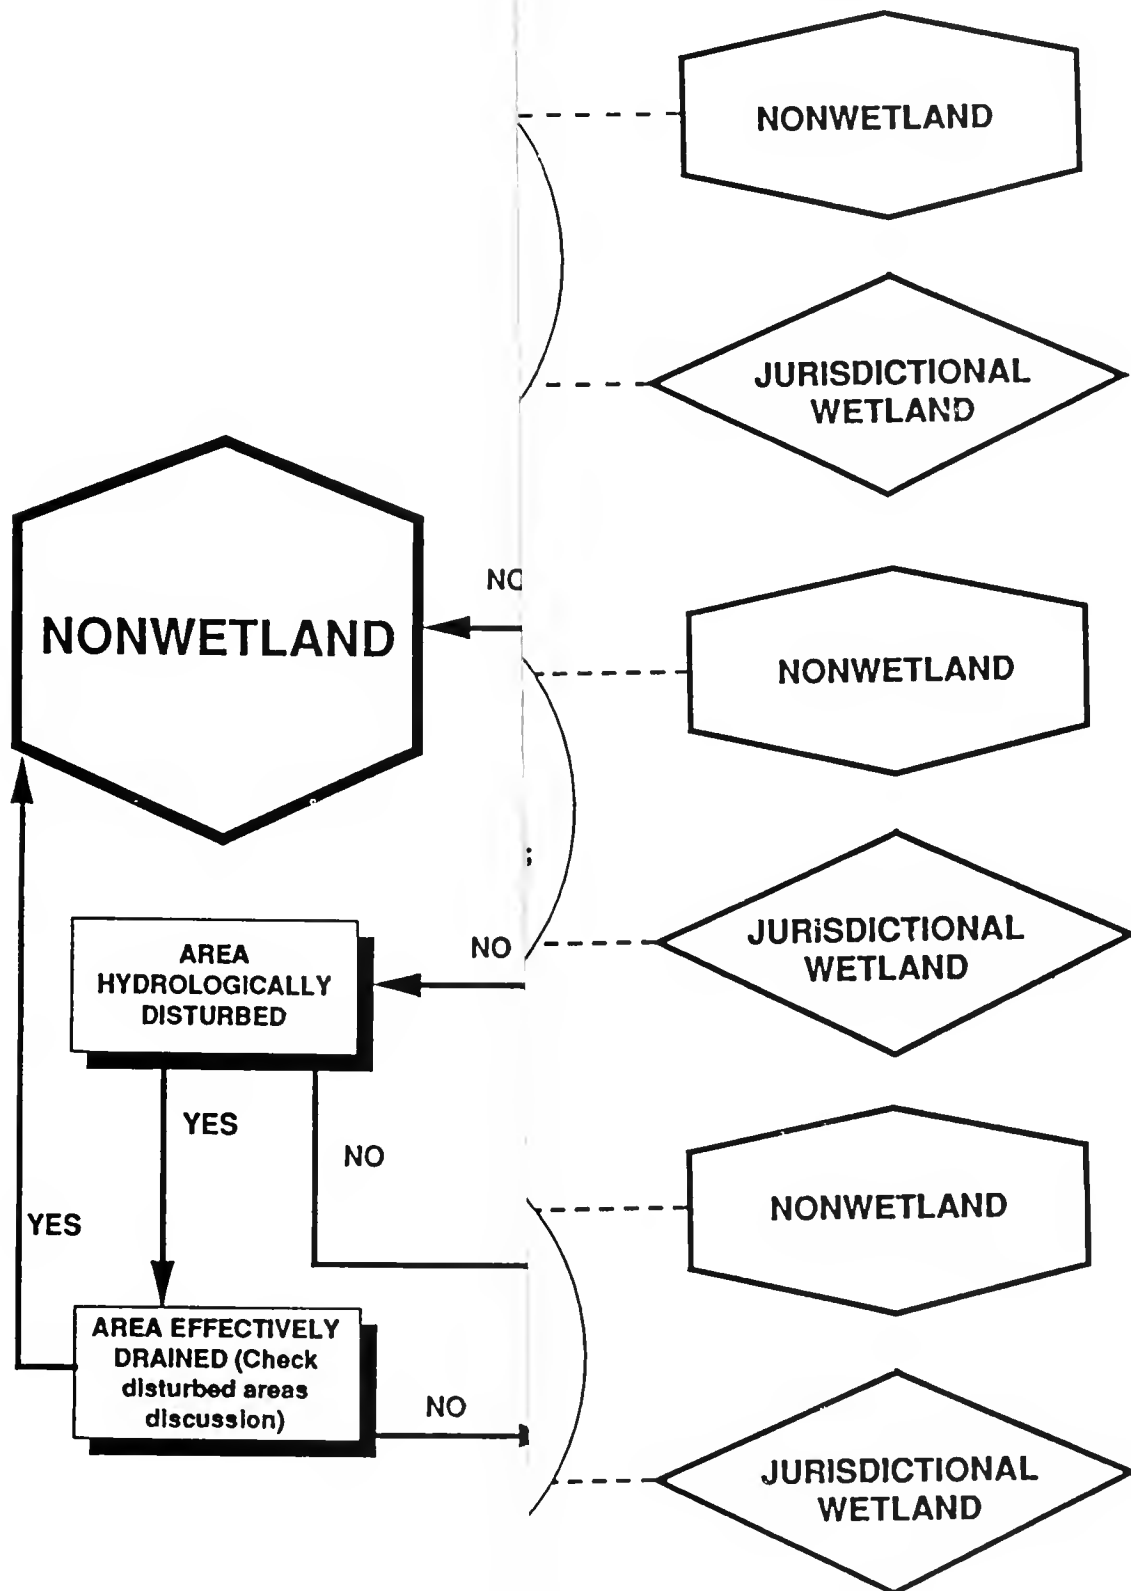 NONWETLAND
JURISDICTIONAL
WETLAND
NO
NONWETLAND
NONWETLAND
JURISDICTIONAL
WETLAND
NO
AREA
HYDROLOGICALLY
DISTURBED
YES
NO
NONWETLAND
YES
AREA EFFECTIVELY
DRAINED (Check
disturbed areas
discussion)
NO
JURISDICTIONAL
WETLAND